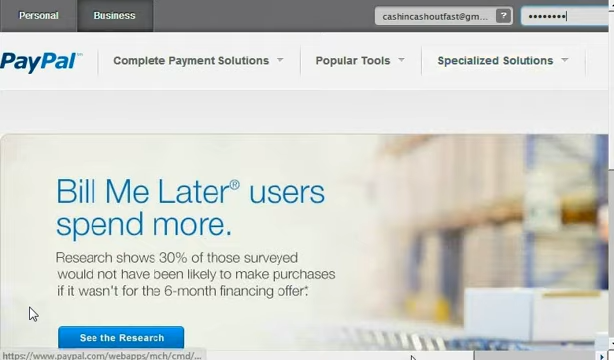 Personal
Business
cashincashoutfast@gm...
?
••••••••
PayPal
Complete Payment Solutions
Popular Tools
Specialized Solutions
Bill Me Later® users
spend more.
Research shows 30% of those surveyed
would not have been likely to make purchases
if it wasn't for the 6-month financing offer*.
See the Research
https://www.paypal.com/webapps/mch/cmd/...